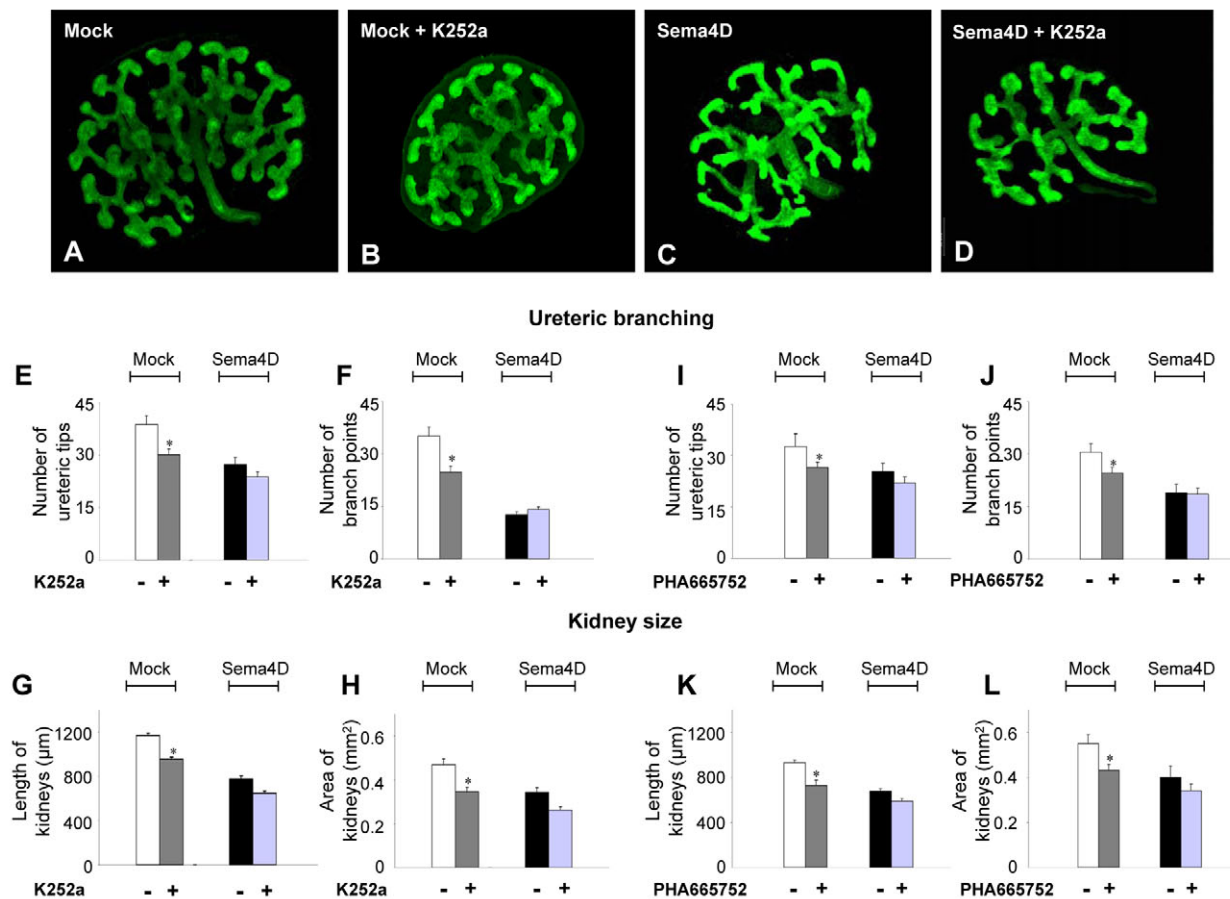 Mock
Mock + K252a
Sema4D
Sema4D + K252a
A
B
C
D
Ureteric branching
E
Mock
Sema4D
Number of
ureteric tips
45
30
15
0
*
K252a
- +
- +
F
Mock
Sema4D
Number of
branch points
45
30
15
0
*
K252a
- +
- +
I
Mock
Sema4D
Number of
ureteric tips
45
30
15
0
*
PHA665752
- +
- +
J
Mock
Sema4D
Number of
branch points
45
30
15
0
*
PHA665752
- +
- +
Kidney size
G
Mock
Sema4D
Length of
kidneys (µm)
1200
800
400
0
*
K252a
- +
- +
H
Mock
Sema4D
Area of
kidneys (mm²)
0.6
0.4
0.2
0
*
K252a
- +
- +
K
Mock
Sema4D
Length of
kidneys (µm)
1200
800
400
0
*
PHA665752
- +
- +
L
Mock
Sema4D
Area of
kidneys (mm²)
0.6
0.4
0.2
0
*
PHA665752
- +
- +